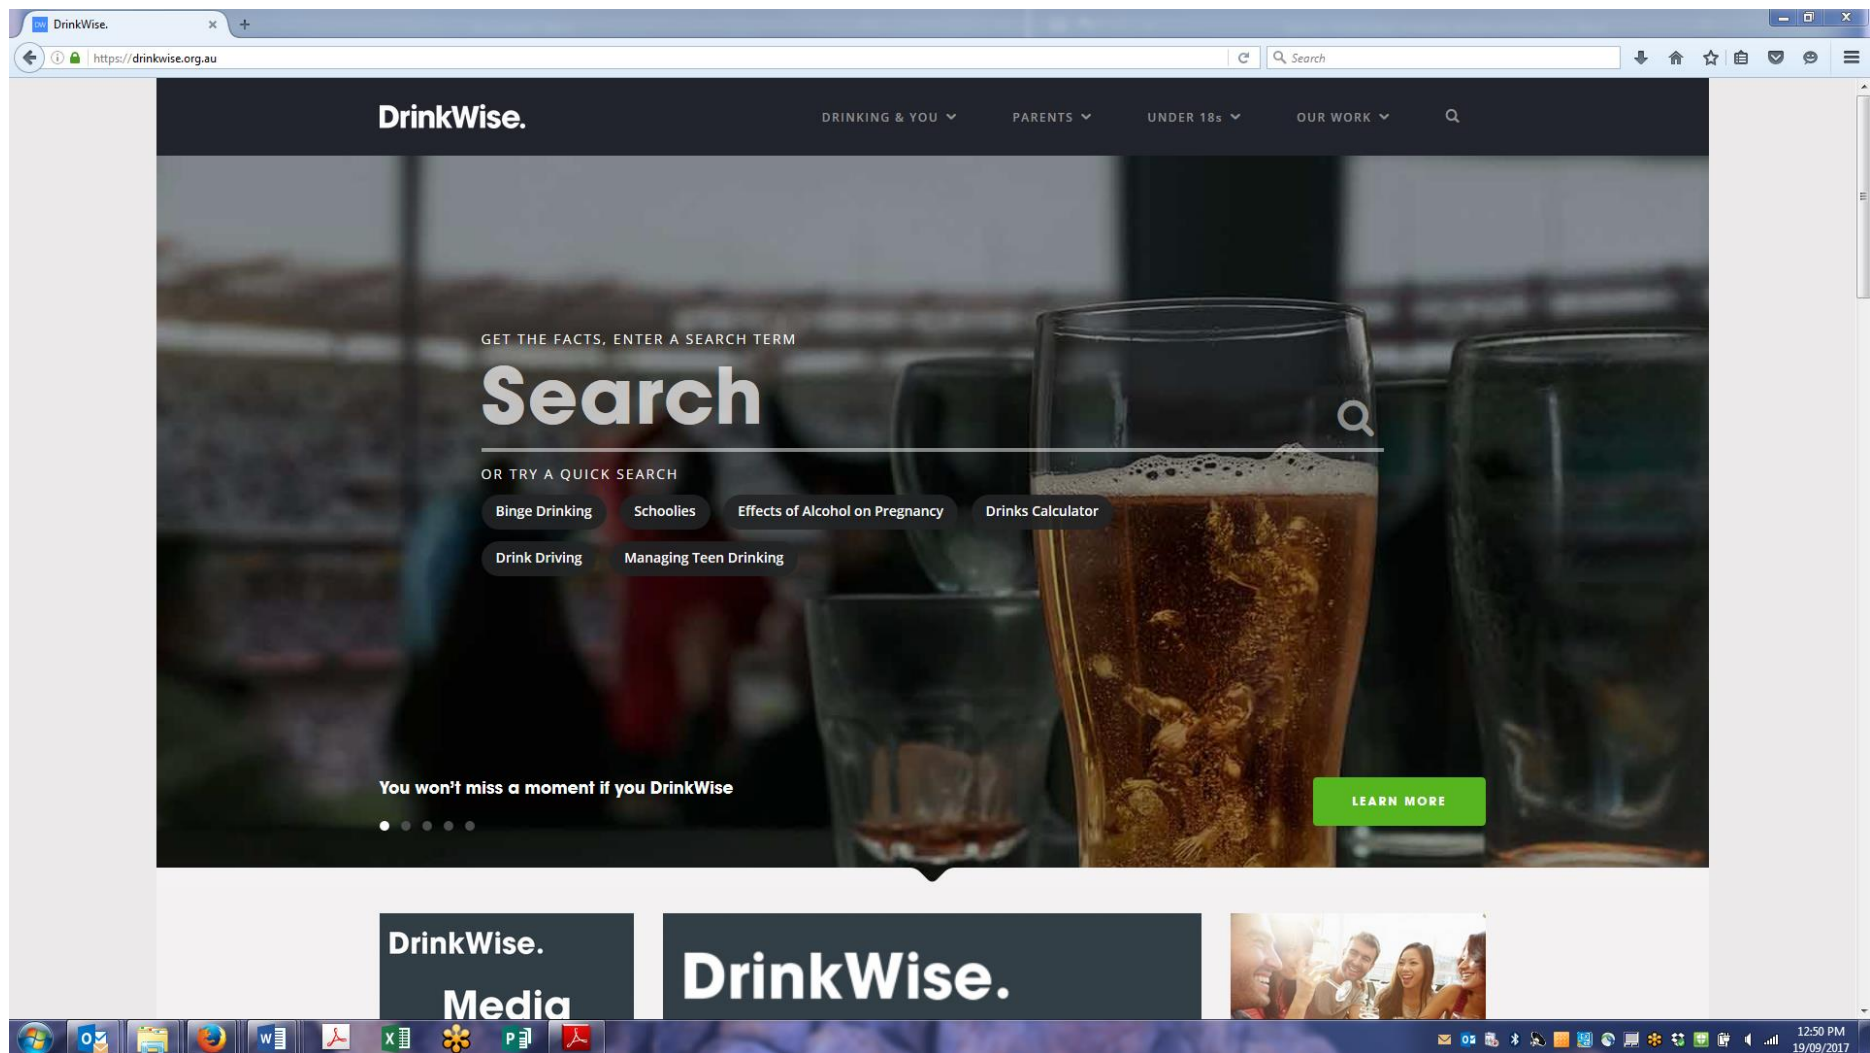 DW DrinkWise.
https://drinkwise.org.au
Search
DrinkWise.
DRINKING & YOU
PARENTS
UNDER 18s
OUR WORK
GET THE FACTS, ENTER A SEARCH TERM
Search
OR TRY A QUICK SEARCH
Binge Drinking
Schoolies
Effects of Alcohol on Pregnancy
Drinks Calculator
Drink Driving
Managing Teen Drinking
You won't miss a moment if you DrinkWise
LEARN MORE
DrinkWise.
Media
DrinkWise.
12:50 PM
19/09/2017